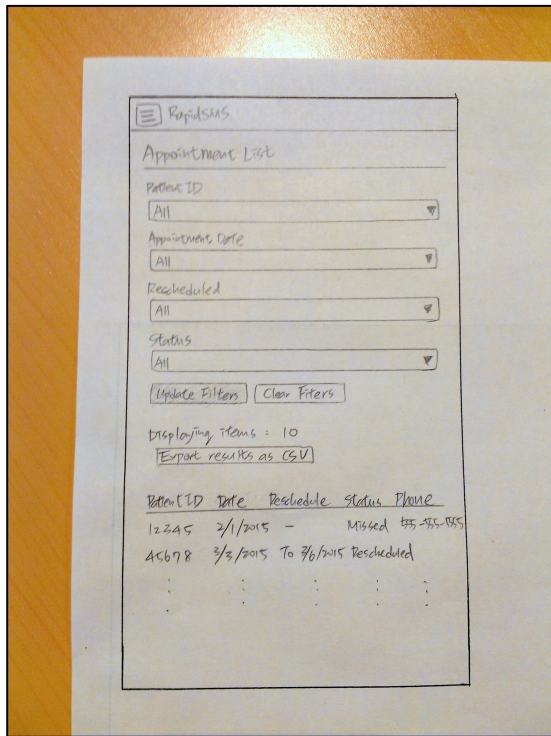 RapidSMS
Appointment List
Patient ID
All
Appointment Date
All
Rescheduled
All
Status
All
Update Filters Clear Fiters
Displaying items : 10
Export results as CSV
Patient ID Date Reschedule Status Phone
12345 2/1/2015 - Missed 555-555-5555
45678 3/3/2015 To 3/6/2015 Rescheduled